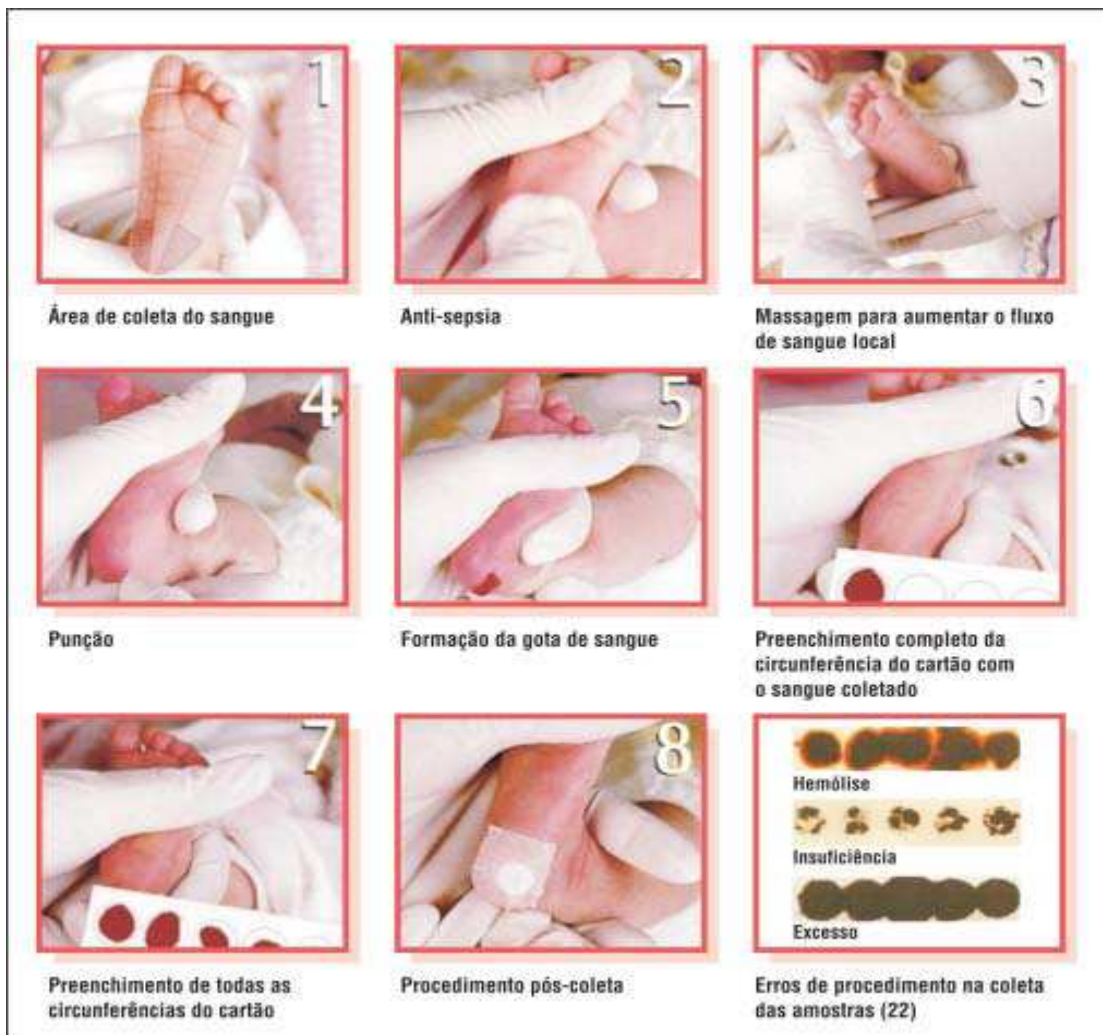 1
2
3
Área de coleta do sangue
Anti-sepsia
Massagem para aumentar o fluxo
de sangue local
4
5
6
Punção
Formação da gota de sangue
Preenchimento completo da
circunferência do cartão com
o sangue coletado
7
8
Hemólise
Insuficiência
Excesso
Preenchimento de todas as
circunferências do cartão
Procedimento pós-coleta
Erros de procedimento na coleta
das amostras (22)